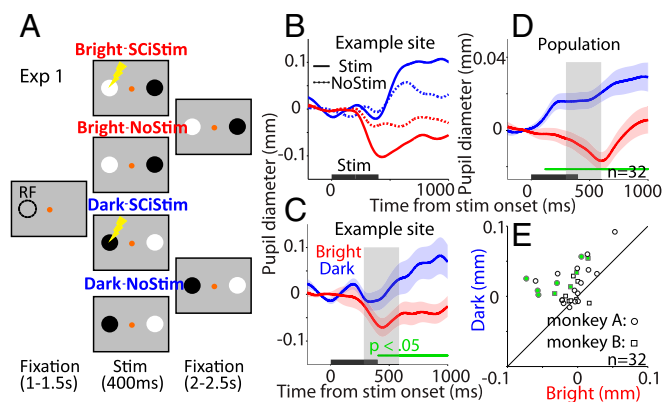 A
Exp 1
Bright-SCiStim
Bright-NoStim
RF
Dark-SCiStim
Dark-NoStim
Fixation
(1-1.5s)
Stim
(400ms)
Fixation
(2-2.5s)
B
Example site
Stim
NoStim
0.1
0
-0.1
Stim
0
500
1000
Pupil diameter (mm)
Time from stim onset (ms)
C
Example site
Bright
Dark
0.1
0
-0.1
p < .05
0
500
1000
Time from stim onset (ms)
D
Population
0.04
0
Pupil diameter (mm)
n=32
0
500
1000
E
0.1
0
-0.1
Dark (mm)
monkey A:
monkey B:
n=32
-0.1
0.1
Bright (mm)